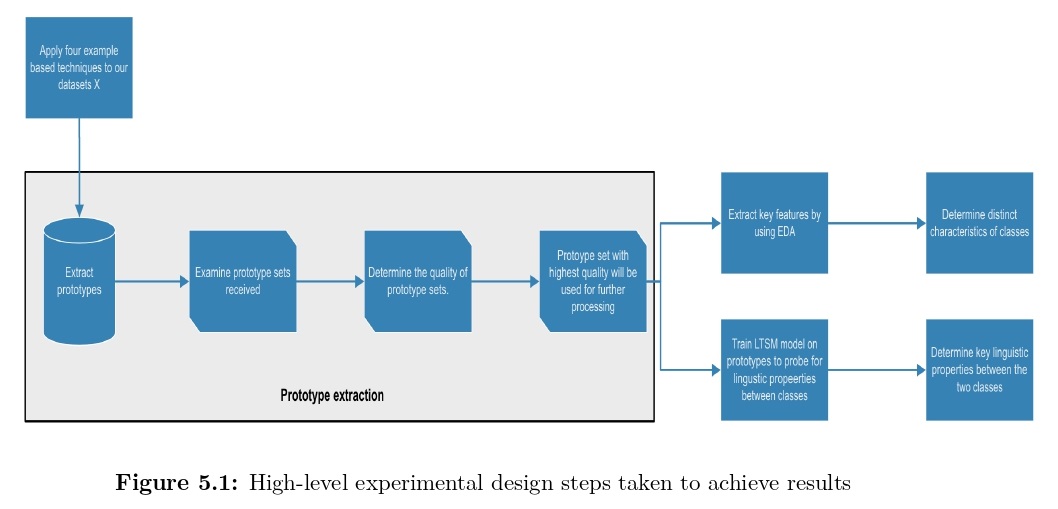 Apply four example
based techniques to our
datasets X
Extract
prototypes
Examine prototype sets
received
Determine the quality of
prototype sets.
Protoype set with
highest quality will be
used for further
processing
Prototype extraction
Extract key features by
using EDA
Determine distinct
characteristics of classes
Train LTSM model on
prototypes to probe for
lingustic propeerties
between classes
Determine key linguistic
properties between the
two classes
Figure 5.1: High-level experimental design steps taken to achieve results